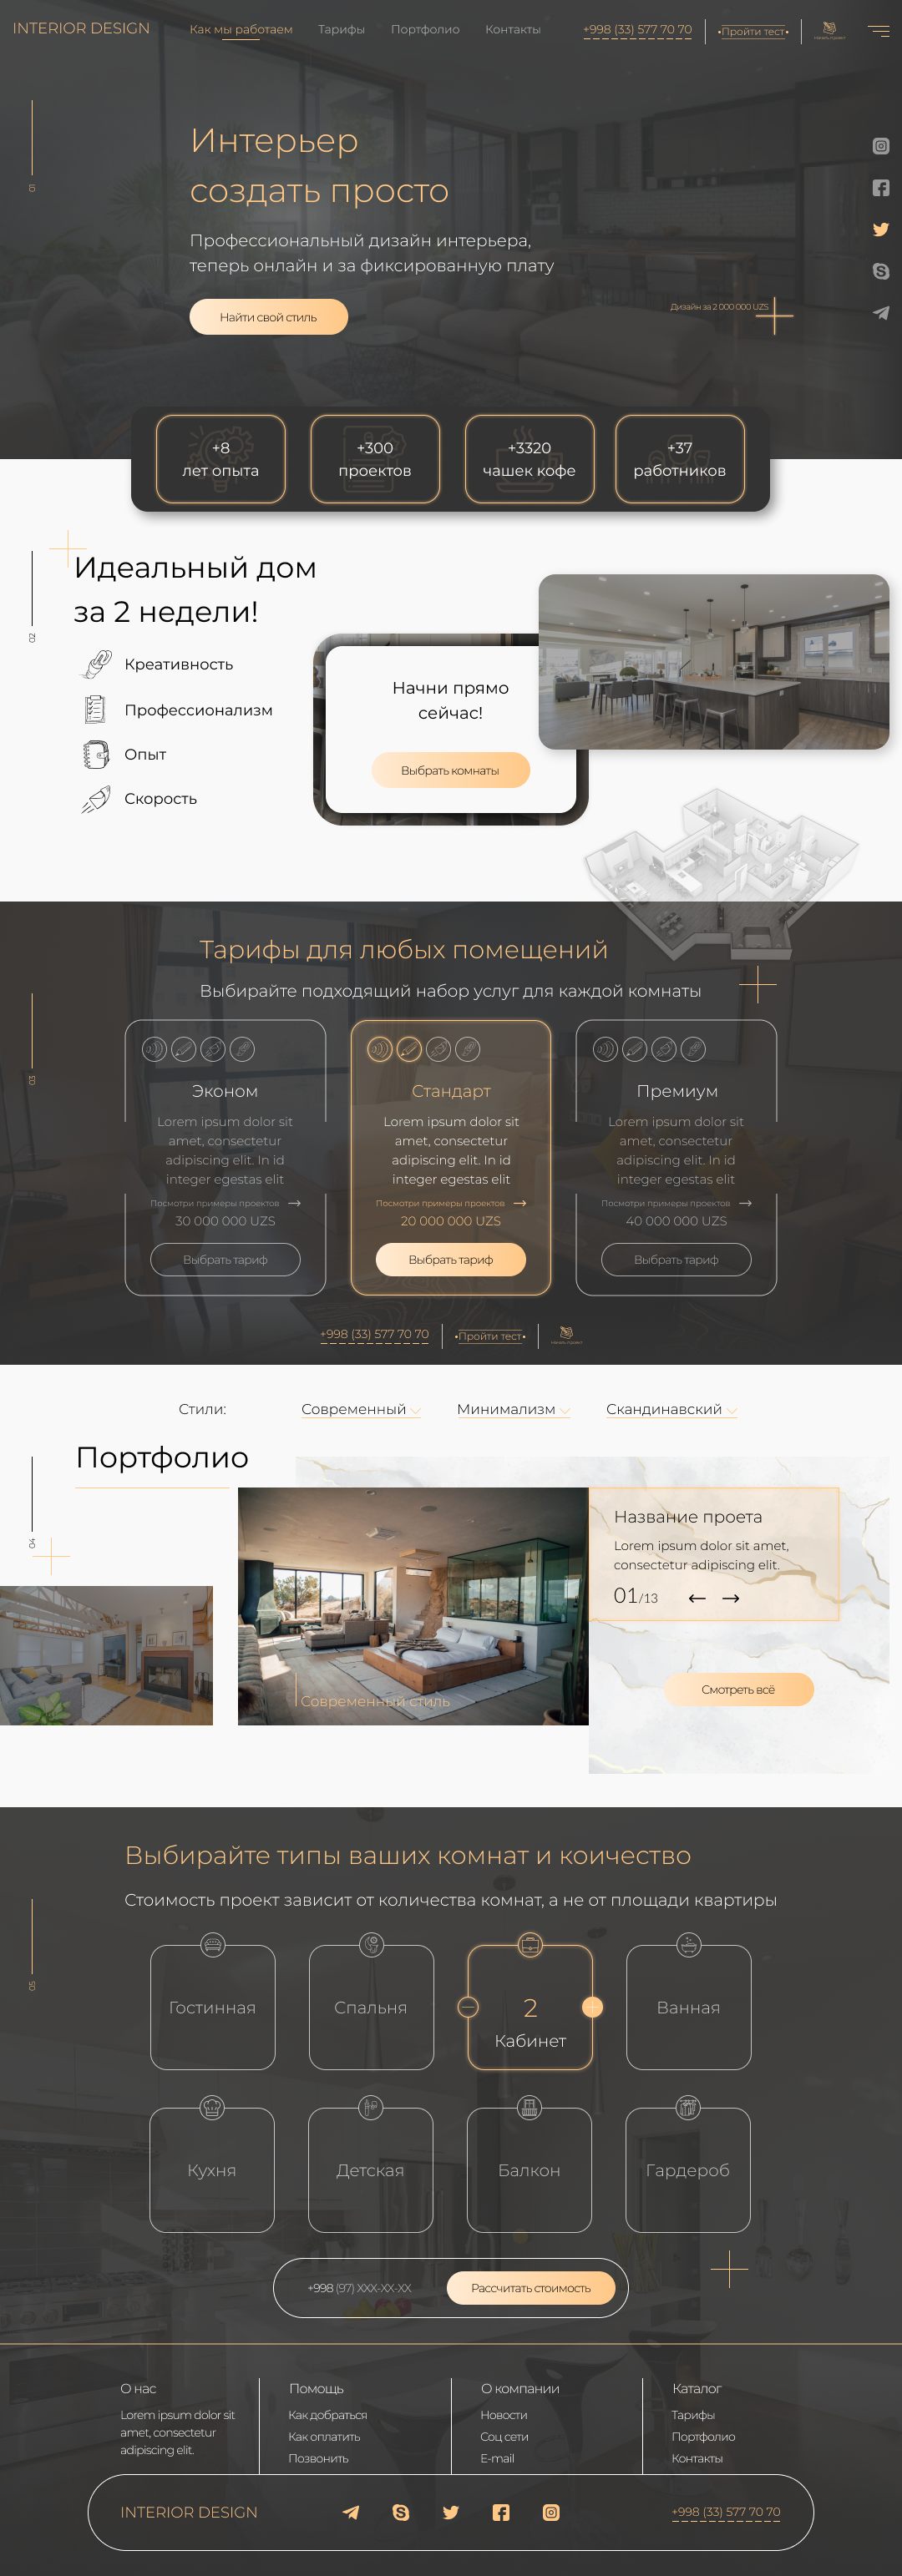 INTERIOR DESIGN
Как мы работаем
Тарифы
Портфолио
Контакты
+998 (33) 577 70 70
Пройти тест
01
Интерьер
создать просто
Профессиональный дизайн интерьера,
теперь онлайн и за фиксированную плату
Найти свой стиль
Дизайн за 2 000 000 UZS
+8
лет опыта
+300
проектов
+3320
чашек кофе
+37
работников
02
Идеальный дом
за 2 недели!
Креативность
Профессионализм
Опыт
Скорость
Начни прямо
сейчас!
Выбрать комнаты
03
Тарифы для любых помещений
Выбирайте подходящий набор услуг для каждой комнаты
Эконом
Lorem ipsum dolor sit
amet, consectetur
adipiscing elit. In id
integer egestas elit
Посмотри примеры проектов
30 000 000 UZS
Выбрать тариф
Стандарт
Lorem ipsum dolor sit
amet, consectetur
adipiscing elit. In id
integer egestas elit
Посмотри примеры проектов
20 000 000 UZS
Выбрать тариф
Премиум
Lorem ipsum dolor sit
amet, consectetur
adipiscing elit. In id
integer egestas elit
Посмотри примеры проектов
40 000 000 UZS
Выбрать тариф
+998 (33) 577 70 70
Пройти тест
Стили:
Современный
Минимализм
Скандинавский
04
Портфолио
Современный стиль
Название проета
Lorem ipsum dolor sit amet,
consectetur adipiscing elit.
01/13
Смотреть всё
05
Выбирайте типы ваших комнат и коичество
Стоимость проект зависит от количества комнат, а не от площади квартиры
Гостинная
Спальня
2
Кабинет
Ванная
Кухня
Детская
Балкон
Гардероб
+998 (97) XXX-XX-XX
Рассчитать стоимость
О нас
Lorem ipsum dolor sit
amet, consectetur
adipiscing elit.
Помощь
Как добраться
Как оплатить
Позвонить
О компании
Новости
Соц сети
E-mail
Каталог
Тарифы
Портфолио
Контакты
INTERIOR DESIGN
+998 (33) 577 70 70